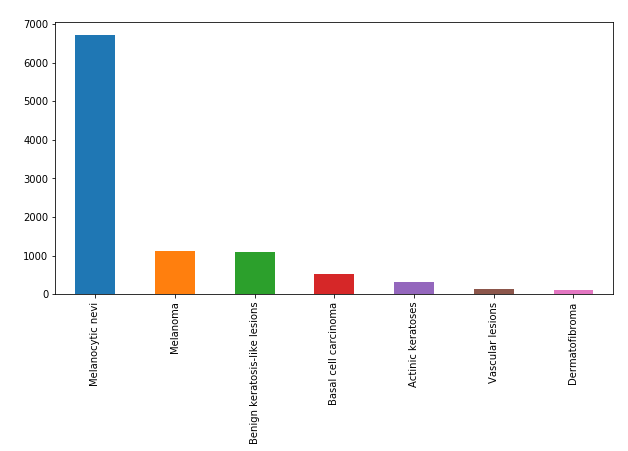 7000
6000
5000
4000
3000
2000
1000
0
Melanocytic nevi
Melanoma
Benign keratosis-like lesions
Basal cell carcinoma
Actinic keratoses
Vascular lesions
Dermatofibroma